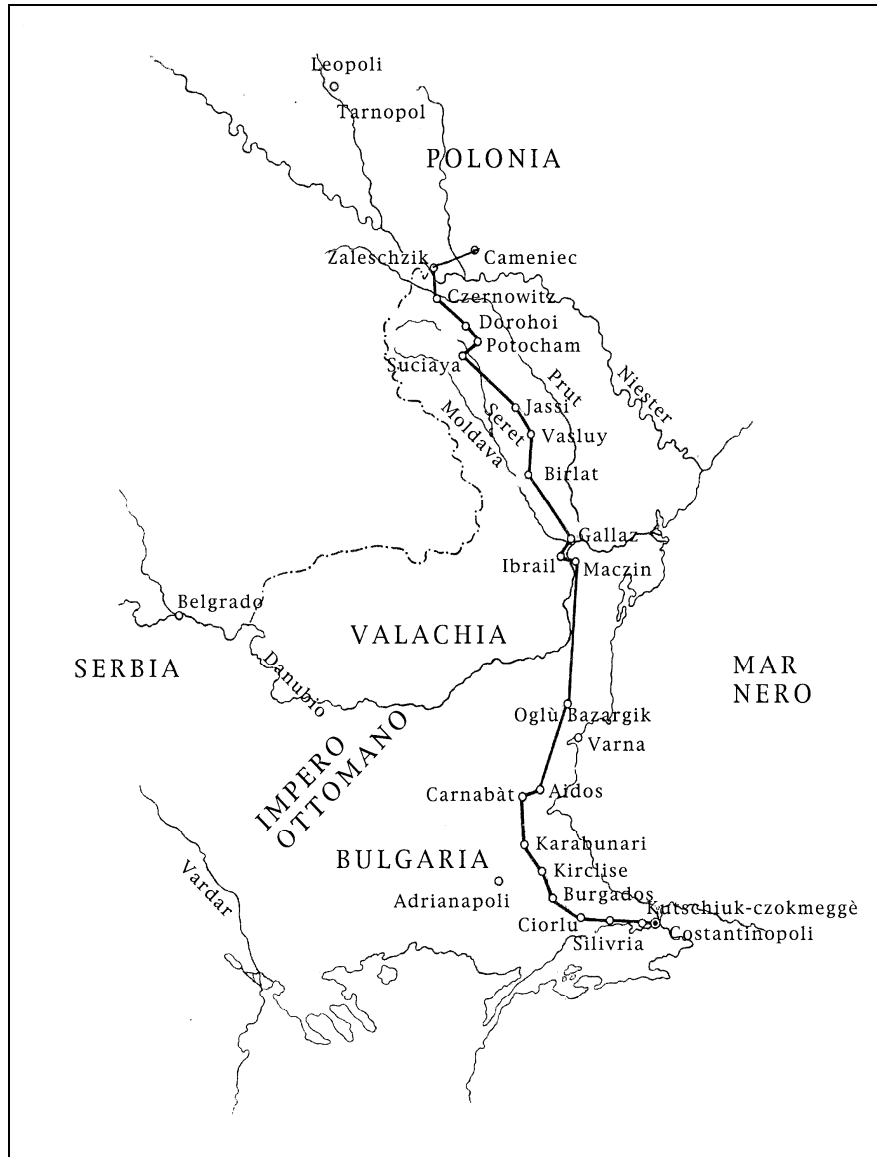 Leopoli
Tarnopol
POLONIA
Zaleschzik
Cameniec
Czernowitz
Dorohoi
Potocham
Suciaya
Prut
Niester
Jassi
Seret
Moldava
Vasluy
Birlat
Gallaz
Ibrail
Maczin
Belgrado
VALACHIA
SERBIA
Danubio
MAR
NERO
Oglù Bazargik
IMPERO
OTTOMANO
Varna
Carnabàt
Aidos
Karabunari
BULGARIA
Kirclise
Vardar
Adrianapoli
Burgados
Kutschiuk-czokmeggè
Ciorlu
Costantinopoli
Silivria